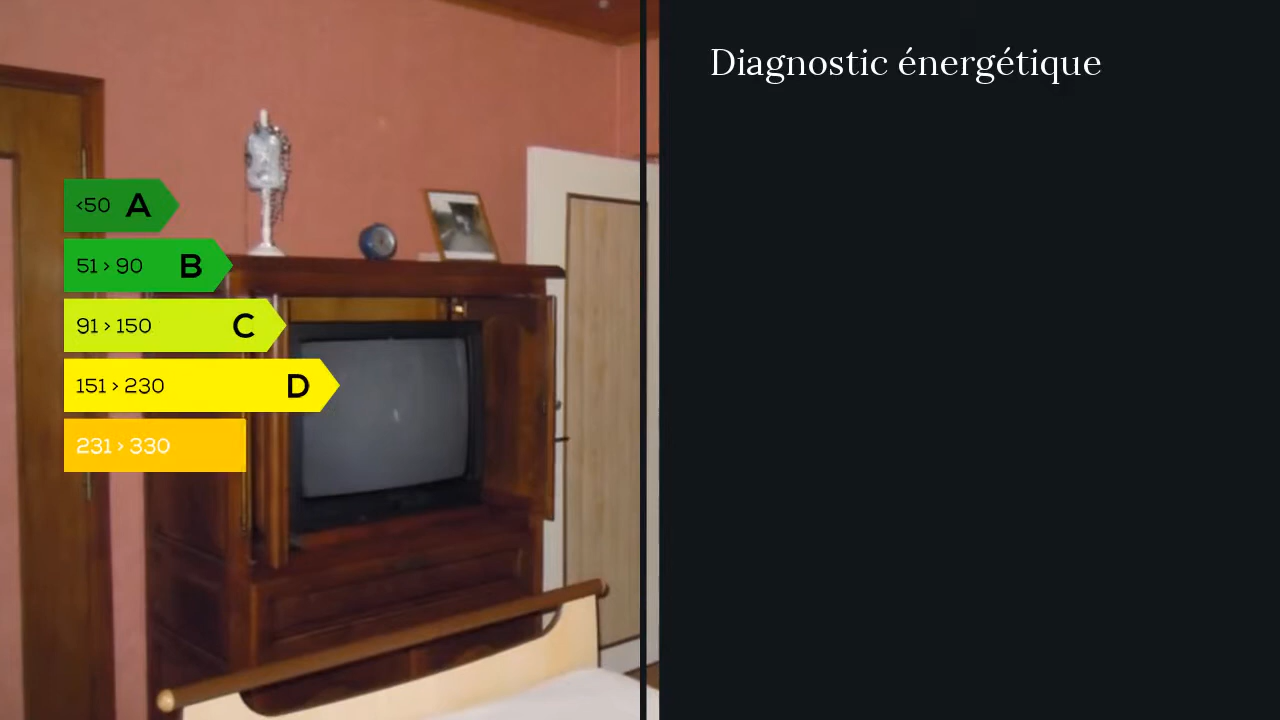 Diagnostic énergétique
<50 A
51 > 90 B
91 > 150 C
151 > 230 D
231 > 330